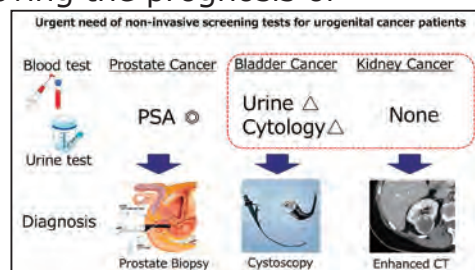 Urgent need of non-invasive screening tests for urogenital cancer patients
Blood test
Prostate Cancer
Bladder Cancer
Kidney Cancer
PSA ◎
Urine △
Cytology△
None
Urine test
Diagnosis
Prostate Biopsy
Cystoscopy
Enhanced CT